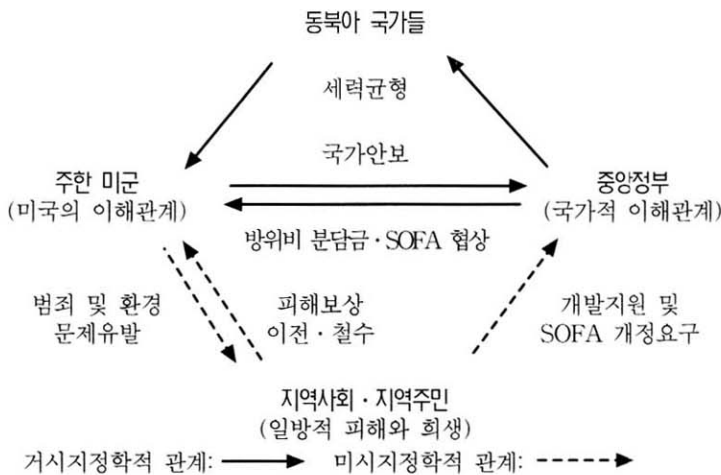 동북아 국가들
세력균형
국가안보
주한 미군
(미국의 이해관계)
중앙정부
(국가적 이해관계)
방위비 분담금·SOFA 협상
범죄 및 환경
문제유발
피해보상
이전·철수
개발지원 및
SOFA 개정요구
지역사회·지역주민
(일방적 피해와 희생)
거시지정학적 관계: 미시지정학적 관계: